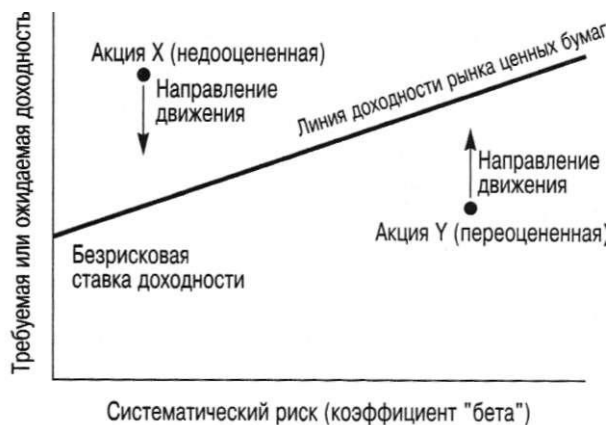 Требуемая или ожидаемая доходность
Акция X (недооцененная)
Направление
движения
Линия доходности рынка ценных бумаг
Направление
движения
Акция Y (переоцененная)
Безрисковая
ставка доходности
Систематический риск (коэффициент "бета")